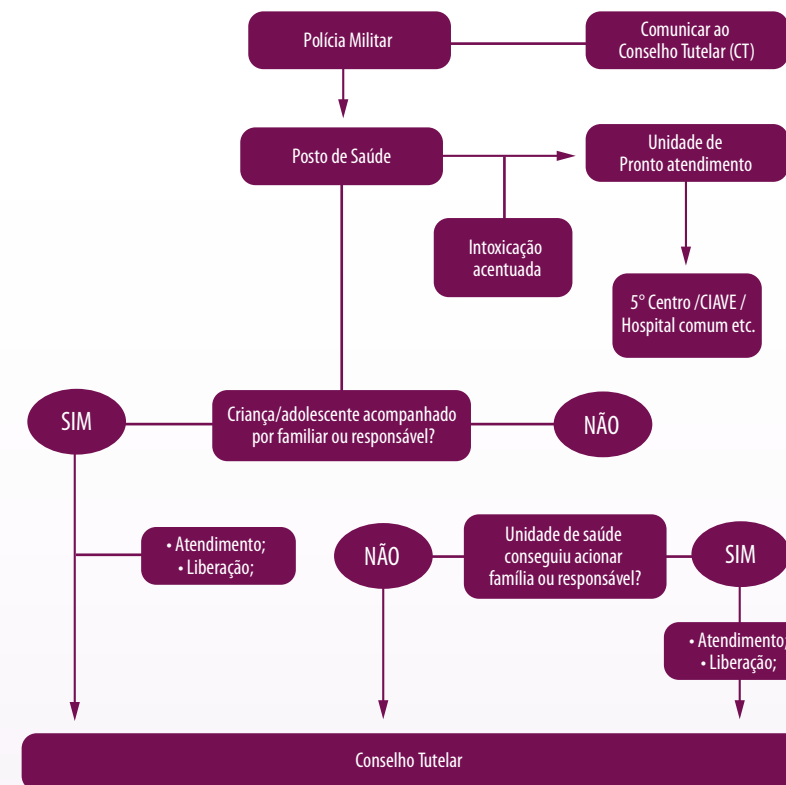 Polícia Militar
Comunicar ao
Conselho Tutelar (CT)
Posto de Saúde
Unidade de
Pronto atendimento
Intoxicação
acentuada
5° Centro /CIAVE /
Hospital comum etc.
SIM
Criança/adolescente acompanhado
por familiar ou responsável?
NÃO
• Atendimento;
• Liberação;
NÃO
Unidade de saúde
conseguiu acionar
família ou responsável?
SIM
• Atendimento;
• Liberação;
Conselho Tutelar